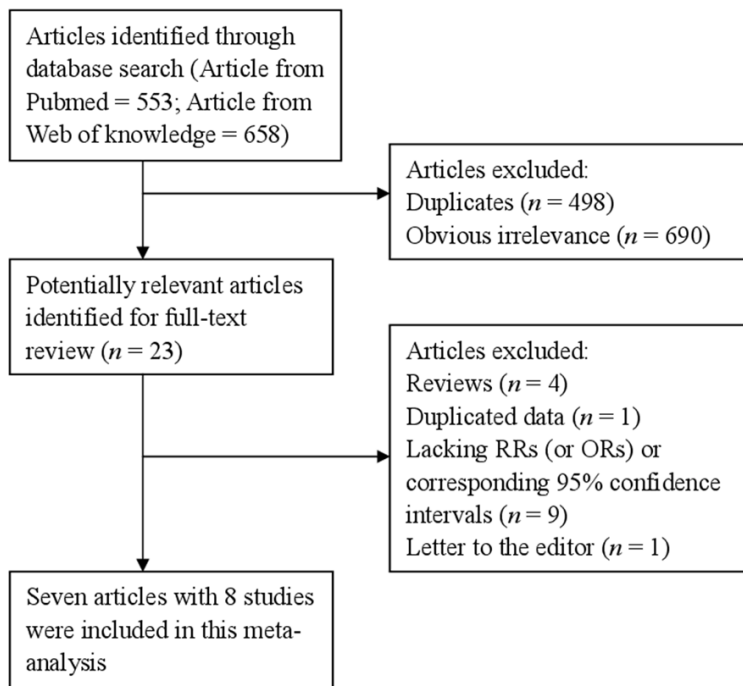 Articles identified through
database search (Article from
Pubmed = 553; Article from
Web of knowledge = 658)
Articles excluded:
Duplicates (n = 498)
Obvious irrelevance (n = 690)
Potentially relevant articles
identified for full-text
review (n = 23)
Articles excluded:
Reviews (n = 4)
Duplicated data (n = 1)
Lacking RRs (or ORs) or
corresponding 95% confidence
intervals (n = 9)
Letter to the editor (n = 1)
Seven articles with 8 studies
were included in this meta-
analysis